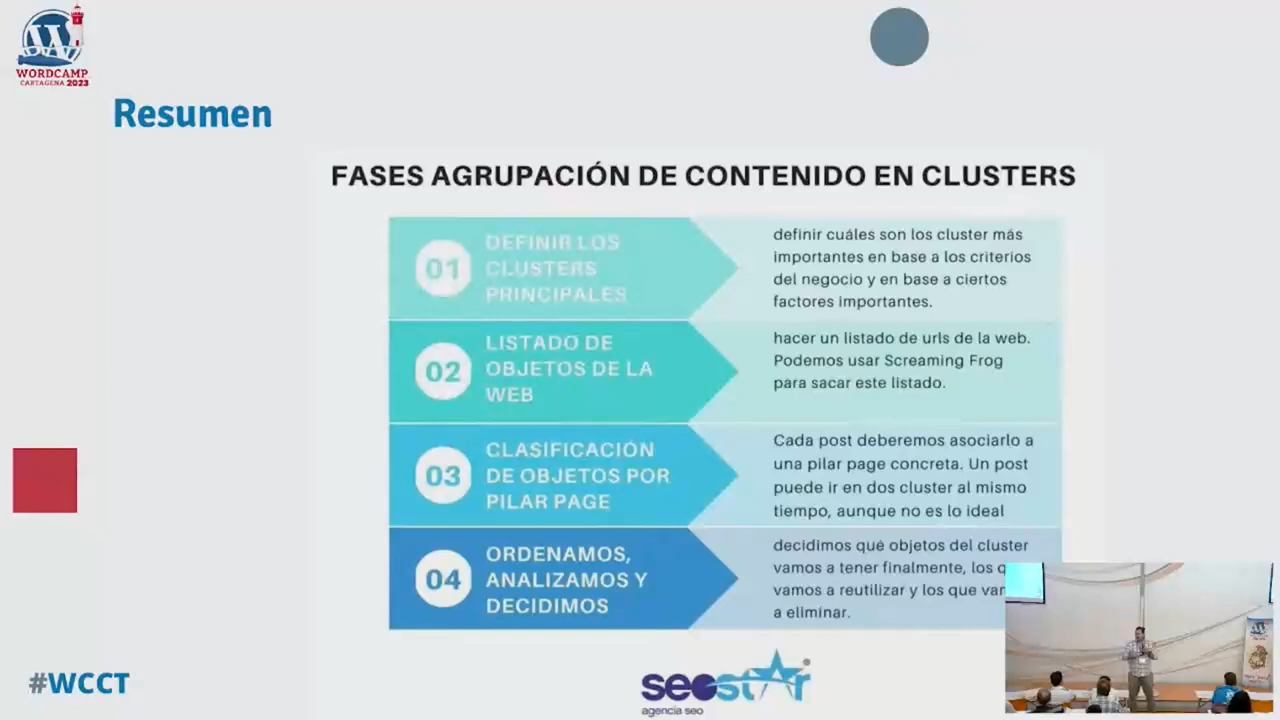 WORDCAMP
CARTAGENA 2023
Resumen
FASES AGRUPACIÓN DE CONTENIDO EN CLUSTERS
01
DEFINIR LOS
CLUSTERS
PRINCIPALES
definir cuáles son los cluster más
importantes en base a los criterios
del negocio y en base a ciertos
factores importantes.
02
LISTADO DE
OBJETOS DE LA
WEB
hacer un listado de urls de la web.
Podemos usar Screaming Frog
para sacar este listado.
03
CLASIFICACIÓN
DE OBJETOS POR
PILAR PAGE
Cada post deberemos asociarlo a
una pilar page concreta. Un post
puede ir en dos cluster al mismo
tiempo, aunque no es lo ideal
04
ORDENAMOS,
ANALIZAMOS Y
DECIDIMOS
decidimos qué objetos del cluster
vamos a tener finalmente, los
vamos a reutilizar y los que
a eliminar.
#WCCT
seostar
agencia seo